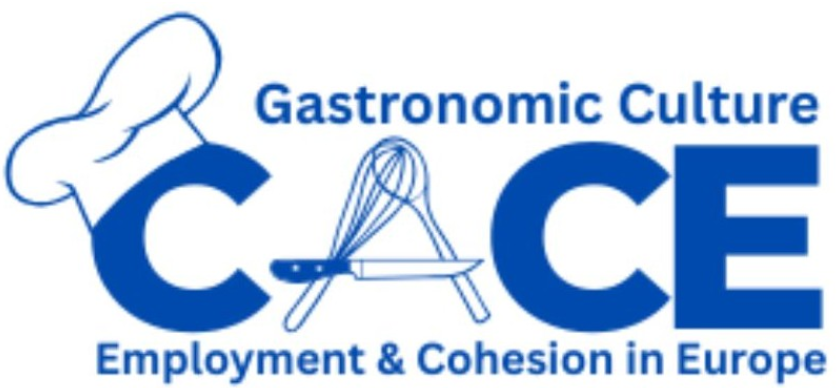 Gastronomic Culture
CACE
Employment & Cohesion in Europe